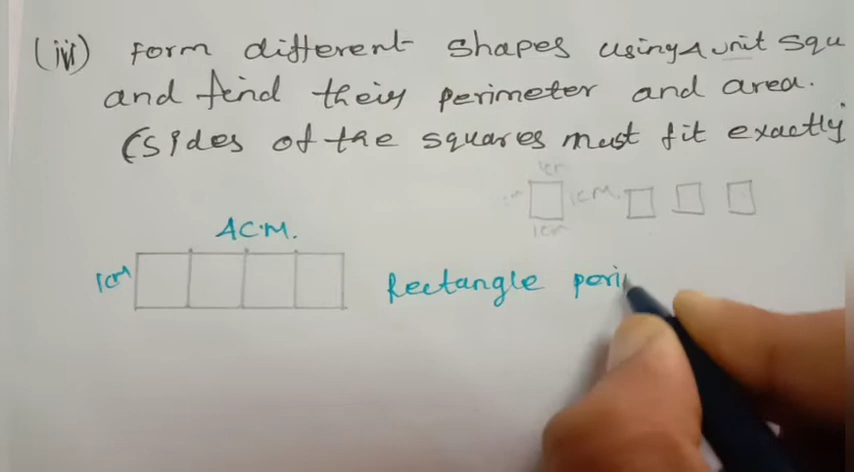 (iii) Form different shapes using 4 unit squ
and find their perimeter and area.
(sides of the squares must fit exactly
1cm
1cm.
1cm
4C.M.
1cm
Rectangle peri